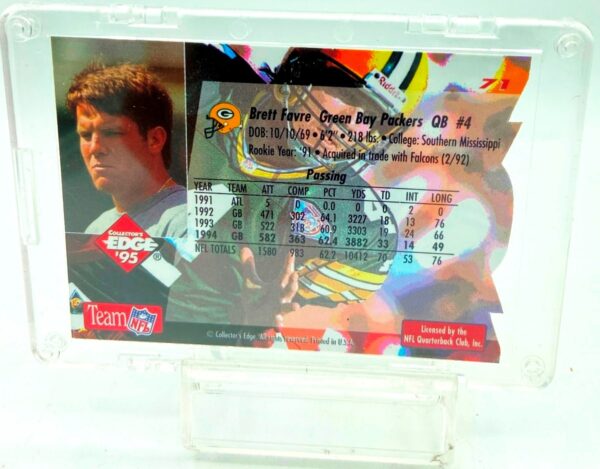 71
Riddell
Brett Favre Green Bay Packers QB #4
DOB: 10/10/69 • 6'2" • 218 lbs. • College: Southern Mississippi
Rookie Year: '91 • Acquired in trade with Falcons (2/92)
Passing
YEAR TEAM ATT COMP PCT YDS TD INT LONG
1991 ATL 5 0 0.0 0 0 2 0
1992 GB 471 302 64.1 3227 18 13 76
1993 GB 522 318 60.9 3303 19 24 66
1994 GB 582 363 62.4 3882 33 14 49
NFL TOTALS 1580 983 62.2 10412 70 53 76
COLLECTOR'S
EDGE
'95 ®
Team NFL
© Collector's Edge reserved. Printed in U.S.A.
Licensed by the
NFL Quarterback Club, Inc.